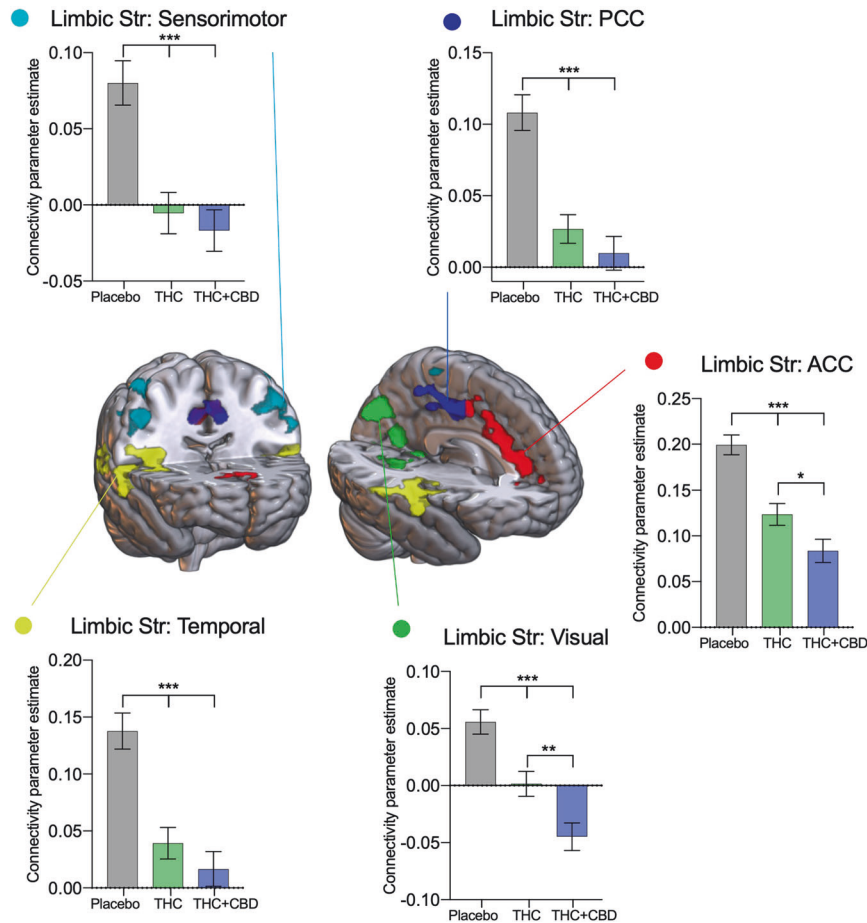 Limbic Str: Sensorimotor
***
Connectivity parameter estimate
0.10
0.05
0.00
-0.05
Placebo THC THC+CBD
Limbic Str: PCC
***
Connectivity parameter estimate
0.15
0.10
0.05
0.00
Placebo THC THC+CBD
Limbic Str: ACC
***
*
Connectivity parameter estimate
0.25
0.20
0.15
0.10
0.05
0.00
Placebo THC THC+CBD
Limbic Str: Temporal
***
Connectivity parameter estimate
0.20
0.15
0.10
0.05
0.00
Placebo THC THC+CBD
Limbic Str: Visual
***
**
Connectivity parameter estimate
0.10
0.05
0.00
-0.05
-0.10
Placebo THC THC+CBD